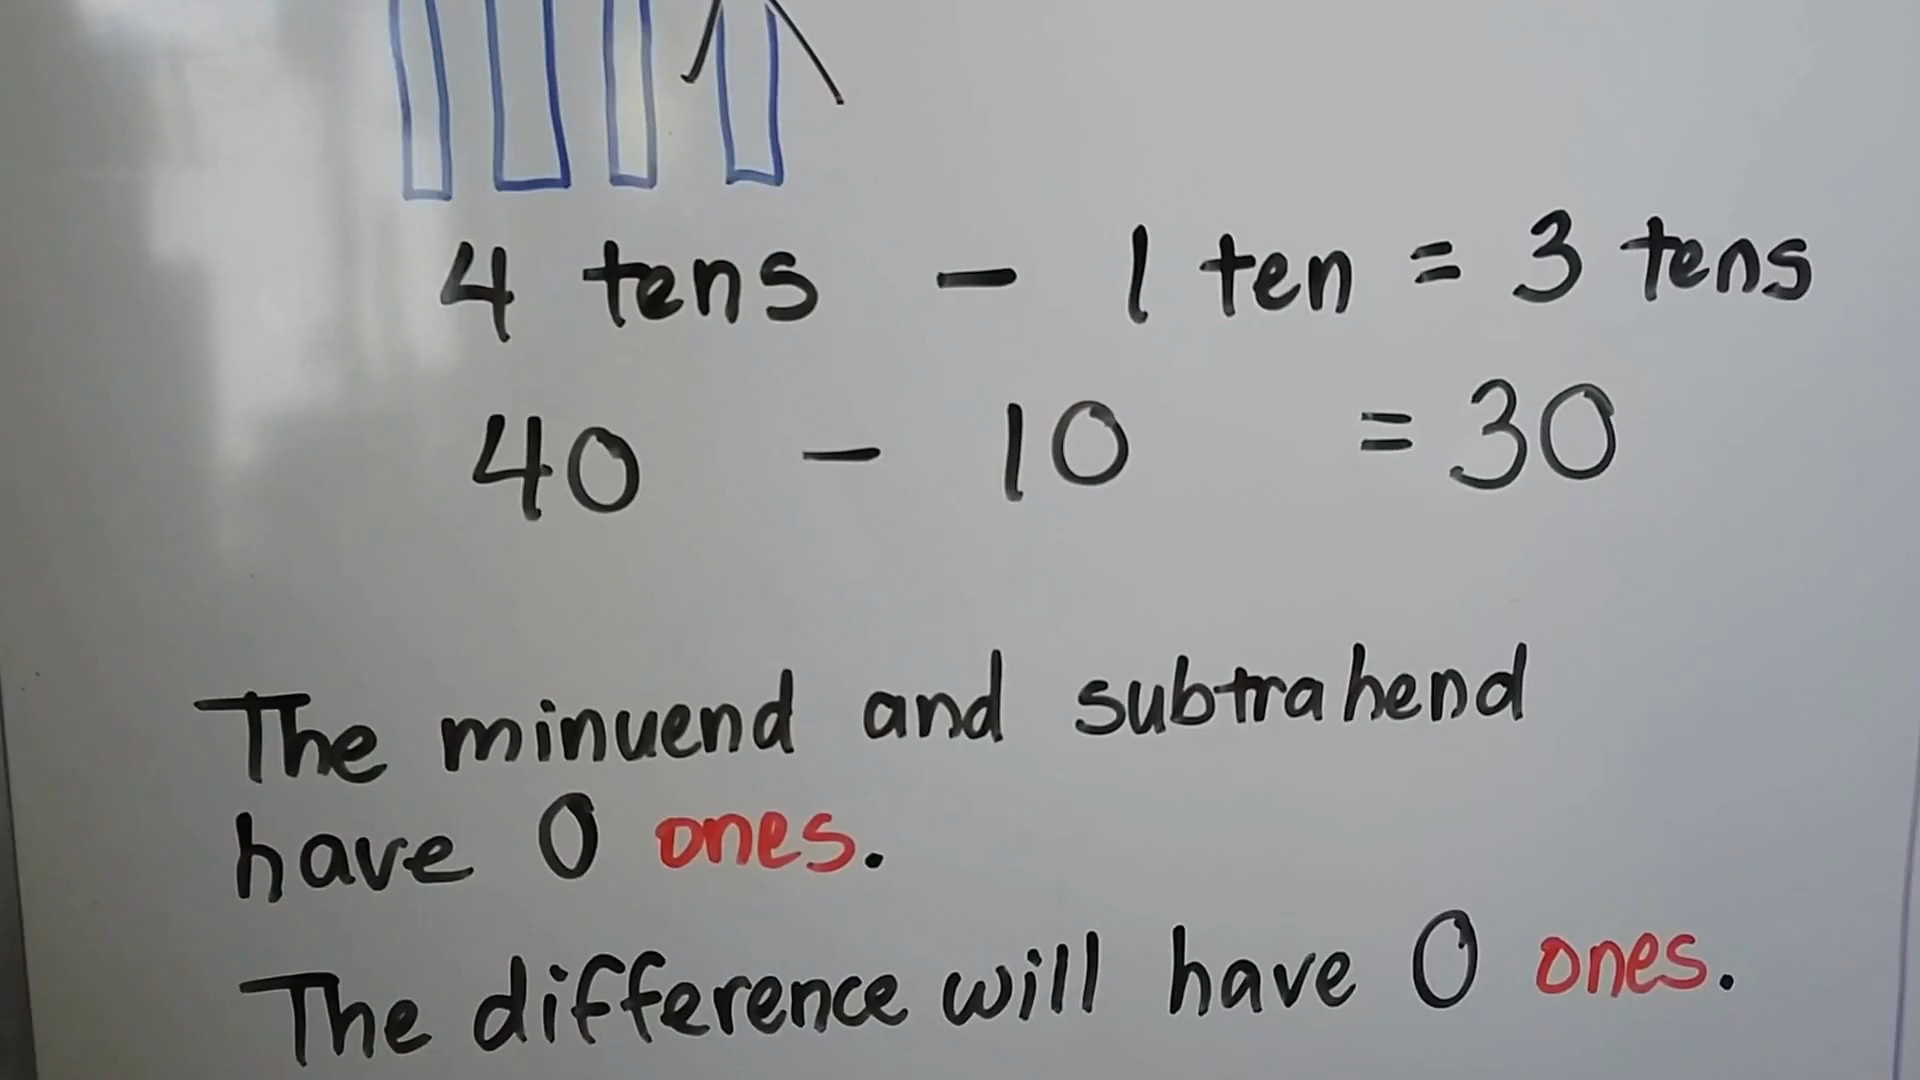 4 tens - 1 ten = 3 tens
40 - 10 = 30
The minuend and subtrahend
have 0 ones.
The difference will have 0 ones.